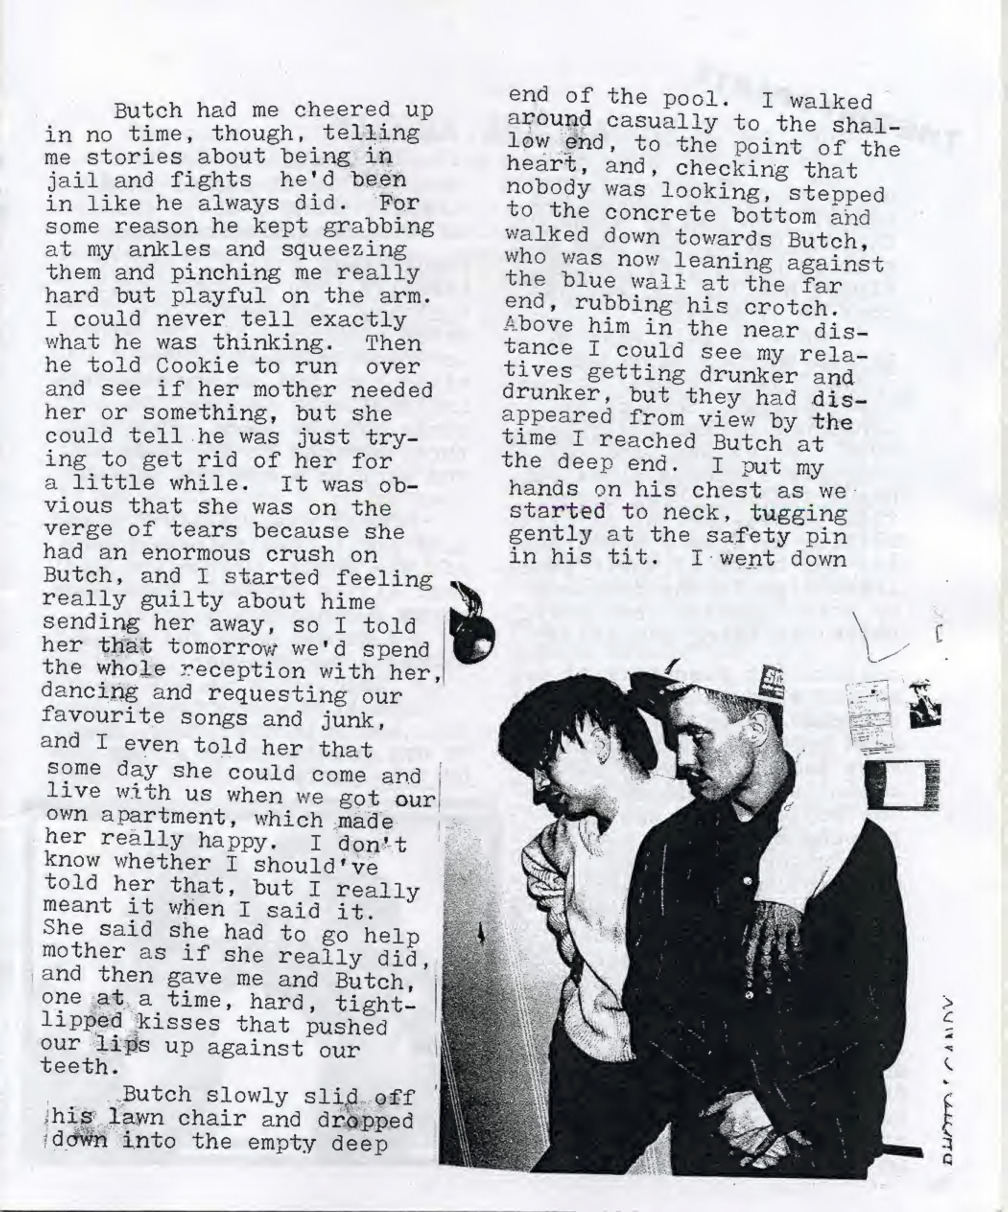 Butch had me cheered up
in no time, though, telling
me stories about being in
jail and fights he'd been
in like he always did. For
some reason he kept grabbing
at my ankles and squeezing
them and pinching me really
hard but playful on the arm.
I could never tell exactly
what he was thinking. Then
he told Cookie to run over
and see if her mother needed
her or something, but she
could tell he was just try-
ing to get rid of her for
a little while. It was ob-
vious that she was on the
verge of tears because she
had an enormous crush on
Butch, and I started feeling
really guilty about hime
sending her away, so I told
her that tomorrow we'd spend
the whole reception with her,
dancing and requesting our
favourite songs and junk,
and I even told her that
some day she could come and
live with us when we got our
own apartment, which made
her really happy. I don't
know whether I should've
told her that, but I really
meant it when I said it.
She said she had to go help
mother as if she really did,
and then gave me and Butch,
one at a time, hard, tight-
lipped kisses that pushed
our lips up against our
teeth.
Butch slowly slid off
his lawn chair and dropped
down into the empty deep
end of the pool. I walked
around casually to the shal-
low end, to the point of the
heart, and, checking that
nobody was looking, stepped
to the concrete bottom and
walked down towards Butch,
who was now leaning against
the blue wall at the far
end, rubbing his crotch.
Above him in the near dis-
tance I could see my rela-
tives getting drunker and
drunker, but they had dis-
appeared from view by the
time I reached Butch at
the deep end. I put my
hands on his chest as we
started to neck, tugging
gently at the safety pin
in his tit. I went down